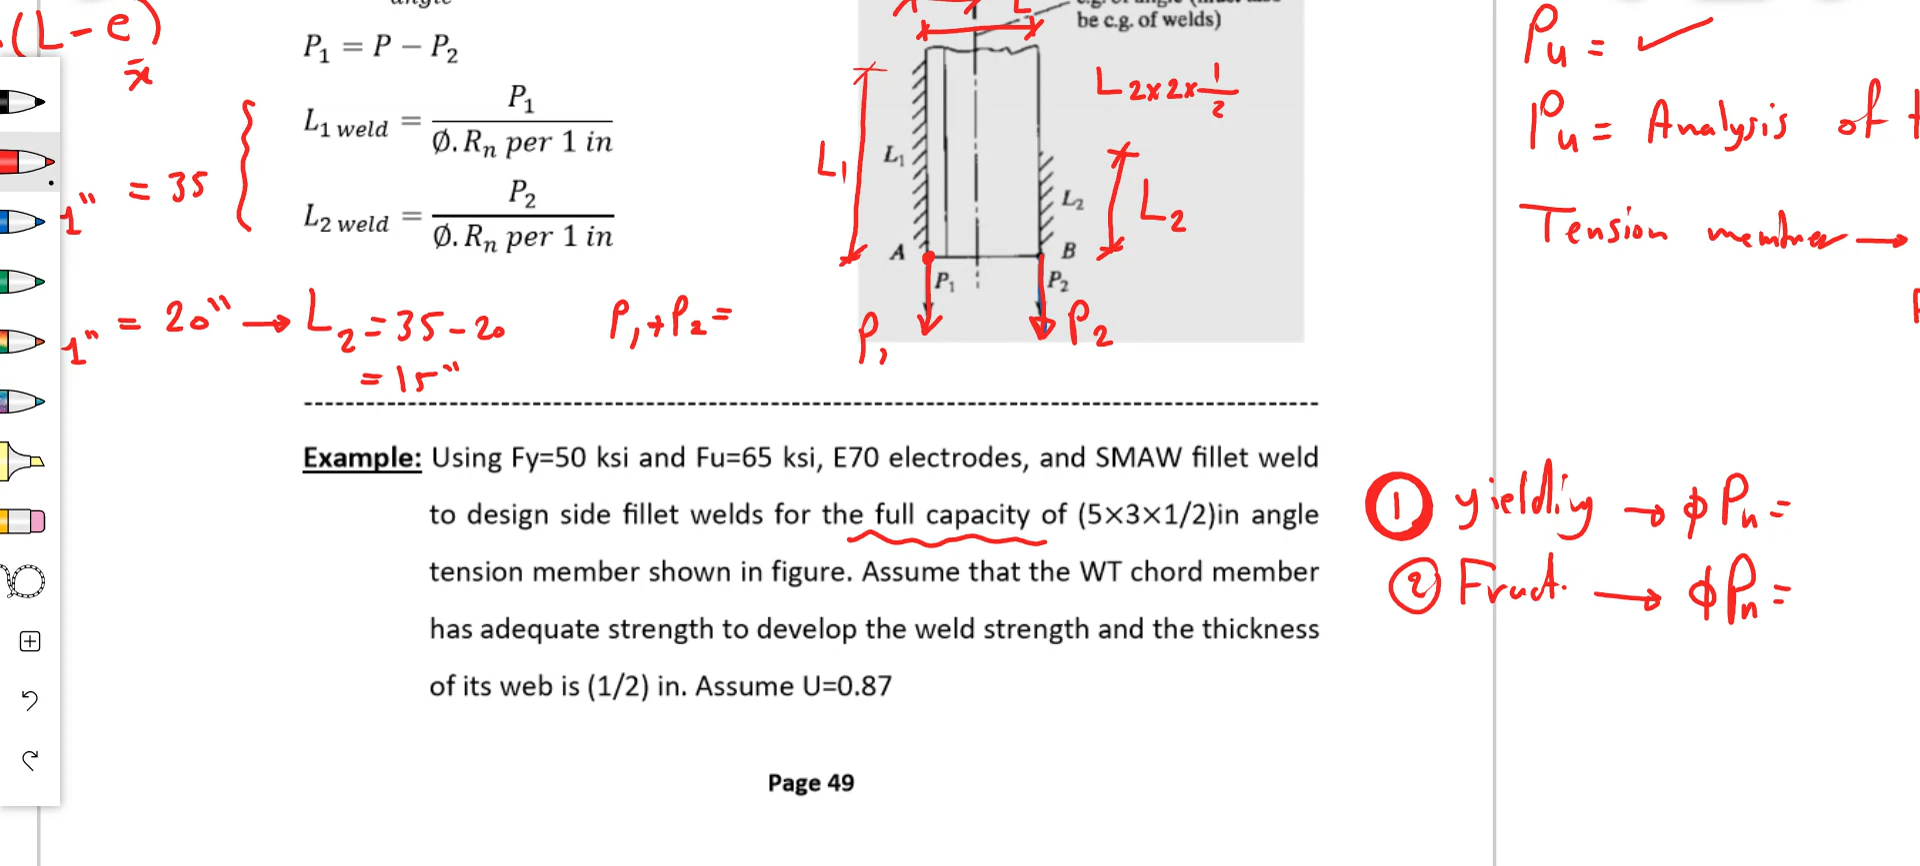 (L-e)
x̄
P₁ = P − P₂
L₁ weld = P₁ / Ø.Rₙ per 1 in
1" = 35
L₂ weld = P₂ / Ø.Rₙ per 1 in
1" = 20" → L₂ = 35 - 20
= 15"
P₁ + P₂ =
be c.g. of welds)
L 2x2x1/2
L₁
L₁
L₂
L₂
A
B
P₁
P₂
P₁
P₂
Pu = ✓
Pu = Analysis of
Tension member →
Example: Using Fy=50 ksi and Fu=65 ksi, E70 electrodes, and SMAW fillet weld
to design side fillet welds for the full capacity of (5×3×1/2)in angle
tension member shown in figure. Assume that the WT chord member
has adequate strength to develop the weld strength and the thickness
of its web is (1/2) in. Assume U=0.87
① yielding → ϕPn =
② Fract. → ϕPn =
Page 49